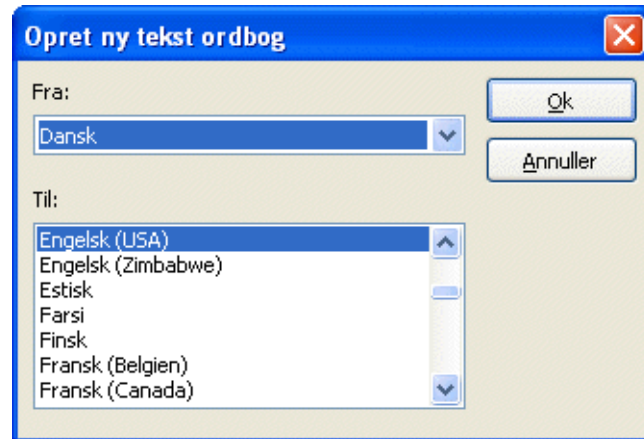 Opret ny tekst ordbog
Fra:
Dansk
Ok
Annuller
Til:
Engelsk (USA)
Engelsk (Zimbabwe)
Estisk
Farsi
Finsk
Fransk (Belgien)
Fransk (Canada)